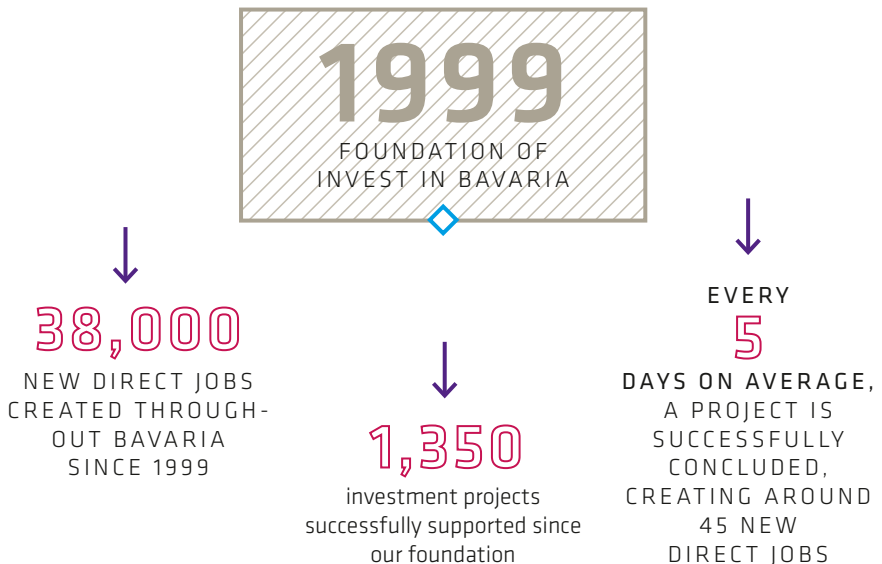 1999
FOUNDATION OF
INVEST IN BAVARIA
38,000
NEW DIRECT JOBS
CREATED THROUGH-
OUT BAVARIA
SINCE 1999
1,350
investment projects
successfully supported since
our foundation
EVERY
5
DAYS ON AVERAGE,
A PROJECT IS
SUCCESSFULLY
CONCLUDED,
CREATING AROUND
45 NEW
DIRECT JOBS